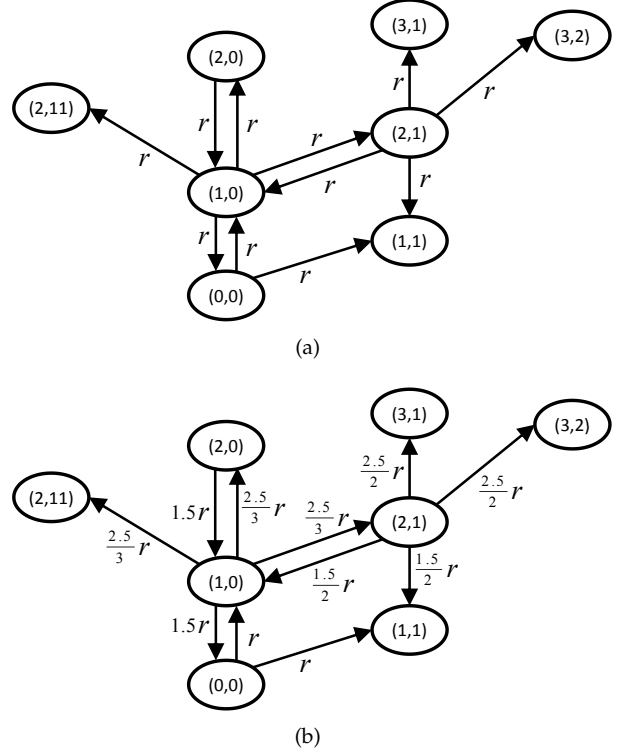 (3,1)
(3,2)
(2,0)
(2,11)
r
r
r
r
r
(2,1)
r
r
r
r
(1,0)
r
r
(1,1)
r
(0,0)
(a)
(3,1)
(3,2)
(2,0)
(2,11)
2.5/2 r
2.5/2 r
1.5r
2.5/3 r
2.5/3 r
(2,1)
2.5/3 r
1.5/2 r
1.5/2 r
(1,0)
1.5r
r
(1,1)
r
(0,0)
(b)